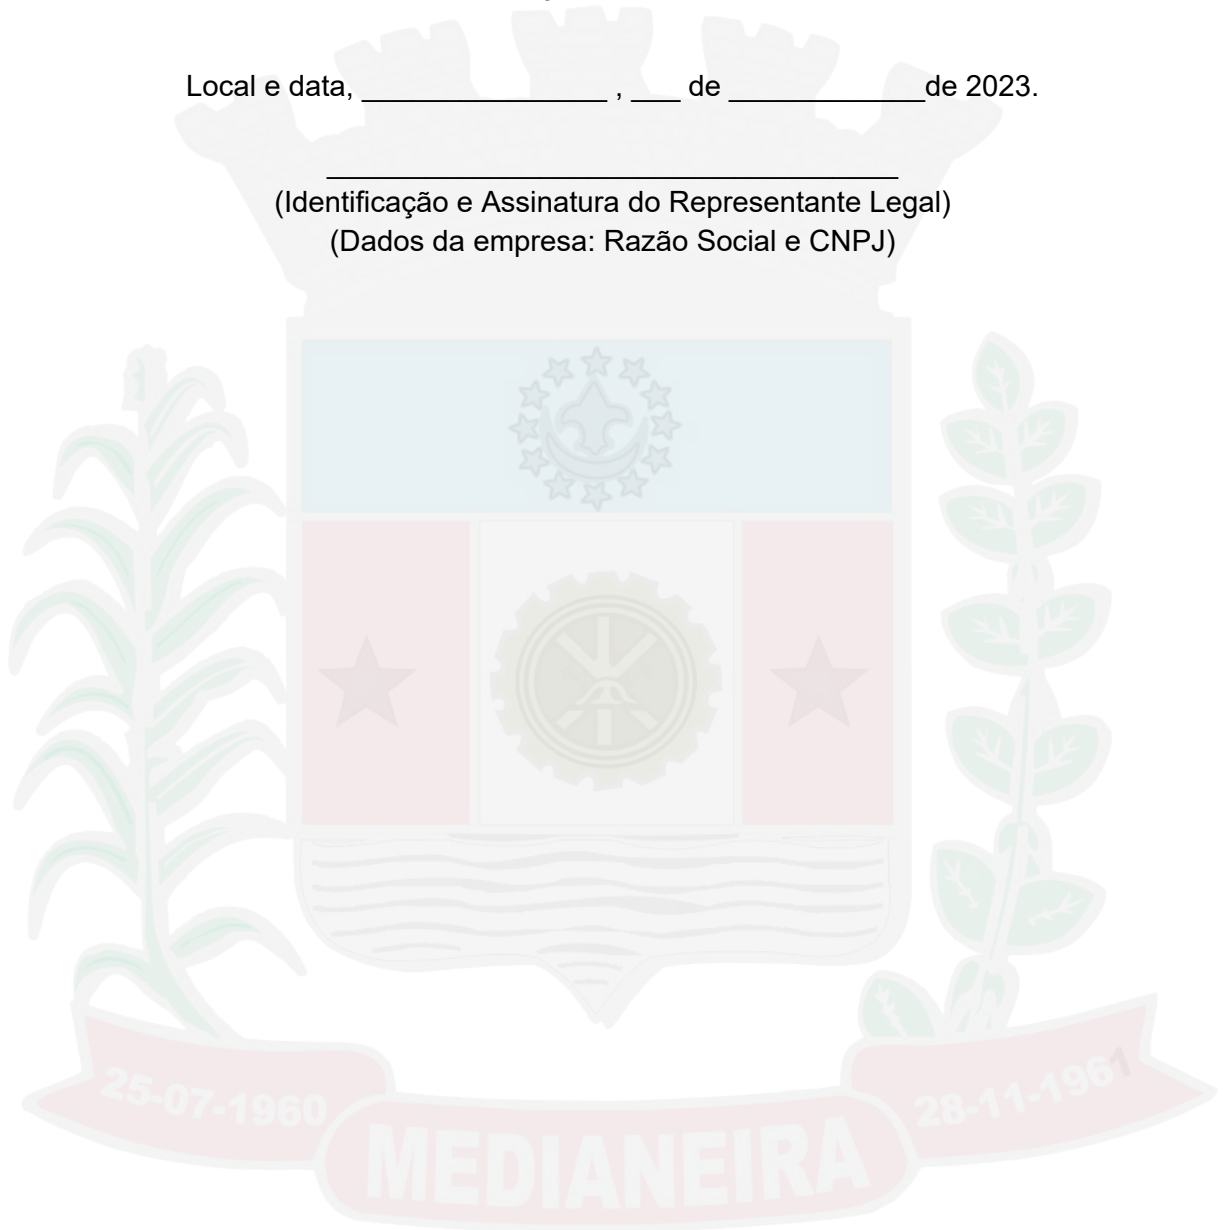 Local e data, _______________ , ___ de ____________de 2023.
___________________________________
(Identificação e Assinatura do Representante Legal)
(Dados da empresa: Razão Social e CNPJ)
25-07-1960
MEDIANEIRA
28-11-1961